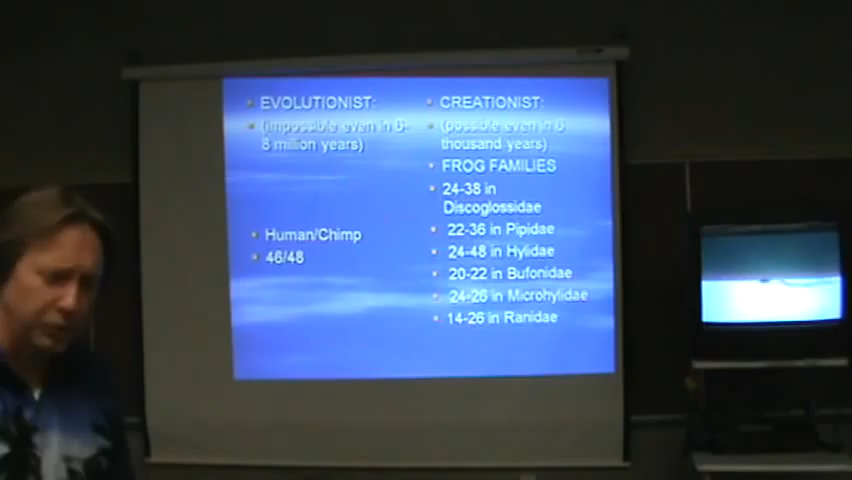 EVOLUTIONIST:
(impossible even in 6-
8 million years)
Human/Chimp
46/48
CREATIONIST:
(possible even in 6
thousand years)
FROG FAMILIES
24-38 in
Discoglossidae
22-36 in Pipidae
24-48 in Hylidae
20-22 in Bufonidae
24-26 in Microhylidae
14-26 in Ranidae